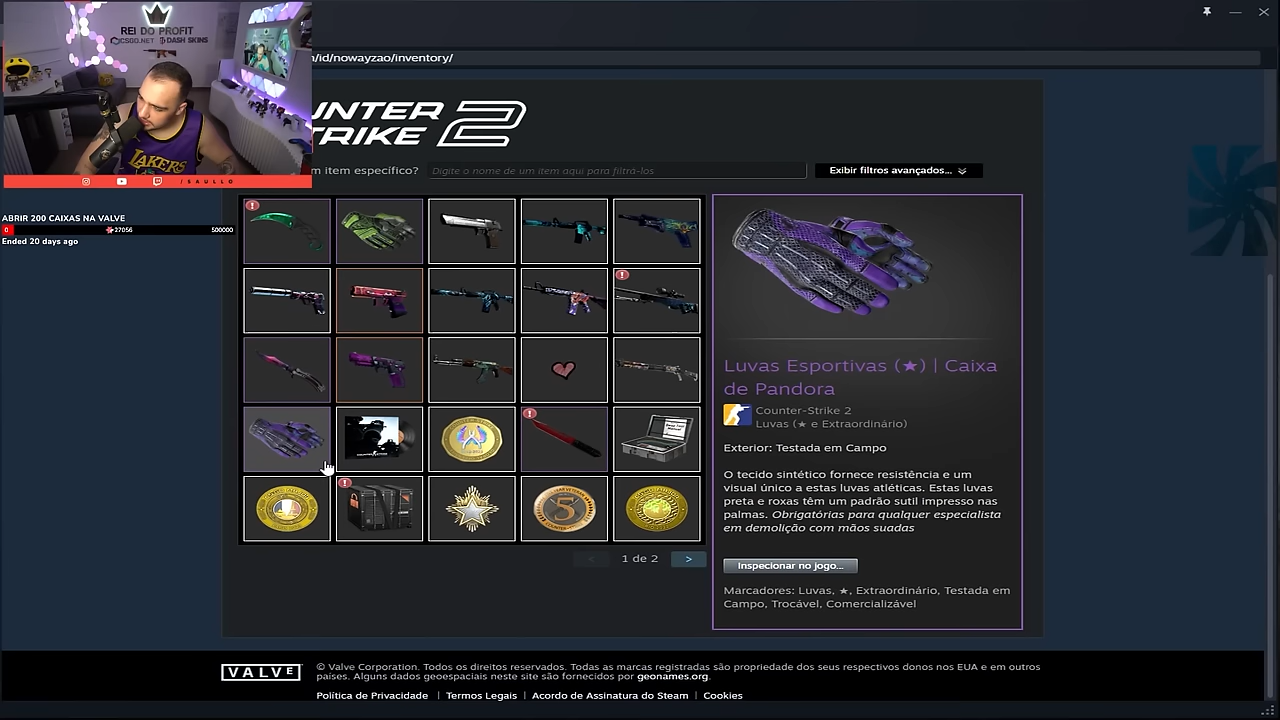 REI DO PROFIT
CSGO.NET DASH SKINS
LAKERS
/SAULLO
ABRIR 200 CAIXAS NA VALVE
0 27056 500000
Ended 20 days ago
/id/nowayzao/inventory/
UNTER
TRIKE 2
m item específico?
Digite o nome de um item aqui para filtrá-los
Exibir filtros avançados...
Luvas Esportivas (★) | Caixa
de Pandora
Counter-Strike 2
Luvas (★ e Extraordinário)
Exterior: Testada em Campo
O tecido sintético fornece resistência e um
visual único a estas luvas atléticas. Estas luvas
preta e roxas têm um padrão sutil impresso nas
palmas. Obrigatórias para qualquer especialista
em demolição com mãos suadas
Inspecionar no jogo...
Marcadores: Luvas, ★, Extraordinário, Testada em
Campo, Trocável, Comercializável
5
< 1 de 2 >
VALVE
© Valve Corporation. Todos os direitos reservados. Todas as marcas registradas são propriedade dos seus respectivos donos nos EUA e em outros
países. Alguns dados geoespaciais neste site são fornecidos por geonames.org.
Política de Privacidade | Termos Legais | Acordo de Assinatura do Steam | Cookies